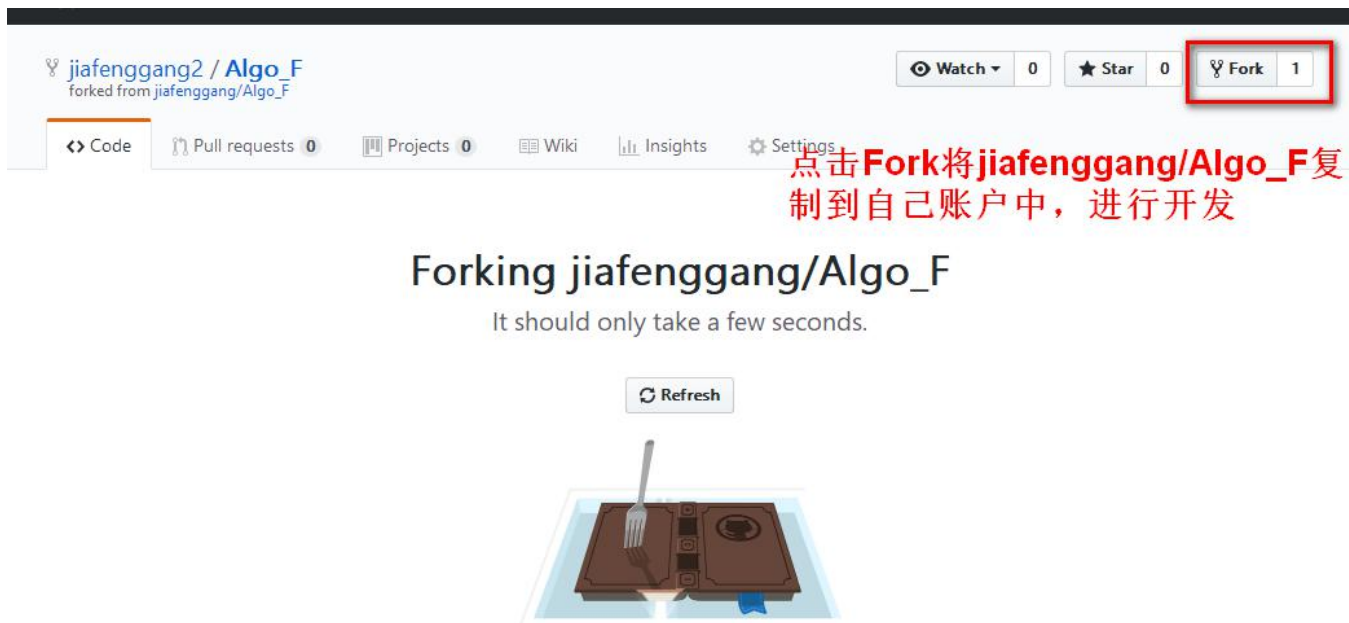 jiafenggang2 / Algo_F
forked from jiafenggang/Algo_F
Watch 0 Star 0 Fork 1
Code Pull requests 0 Projects 0 Wiki Insights Settings
点击Fork将jiafenggang/Algo_F复
制到自己账户中，进行开发
Forking jiafenggang/Algo_F
It should only take a few seconds.
Refresh